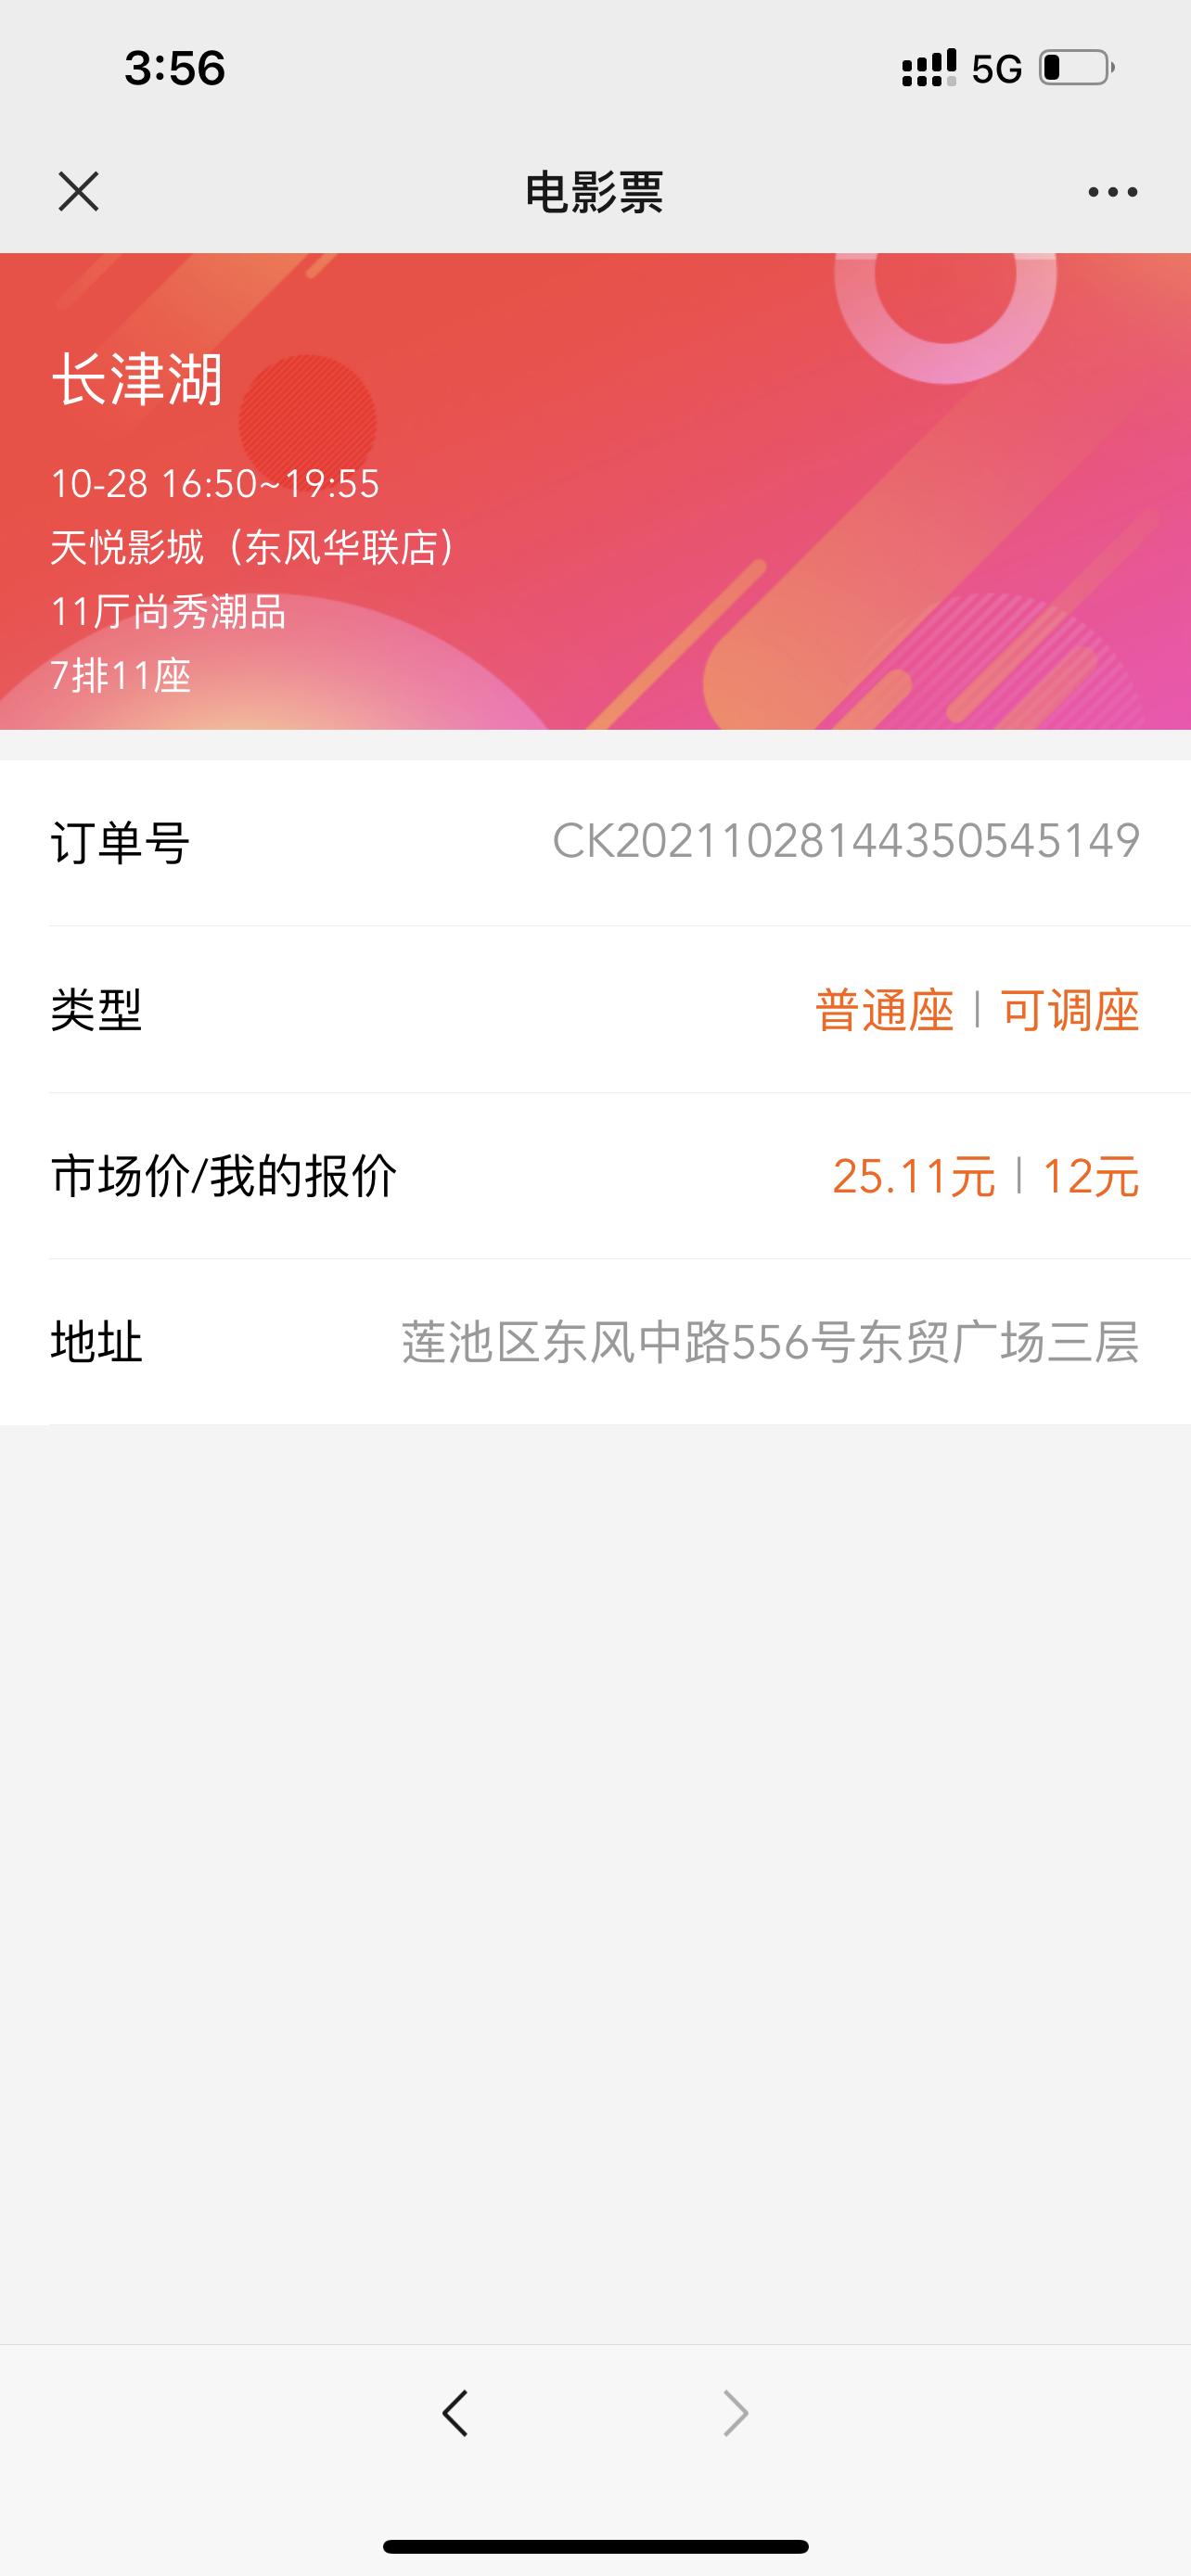 3:56
5G
电影票
长津湖
10-28 16:50~19:55
天悦影城（东风华联店）
11厅尚秀潮品
7排11座
订单号 CK20211028144350545149
类型 普通座 | 可调座
市场价/我的报价 25.11元 | 12元
地址 莲池区东风中路556号东贸广场三层